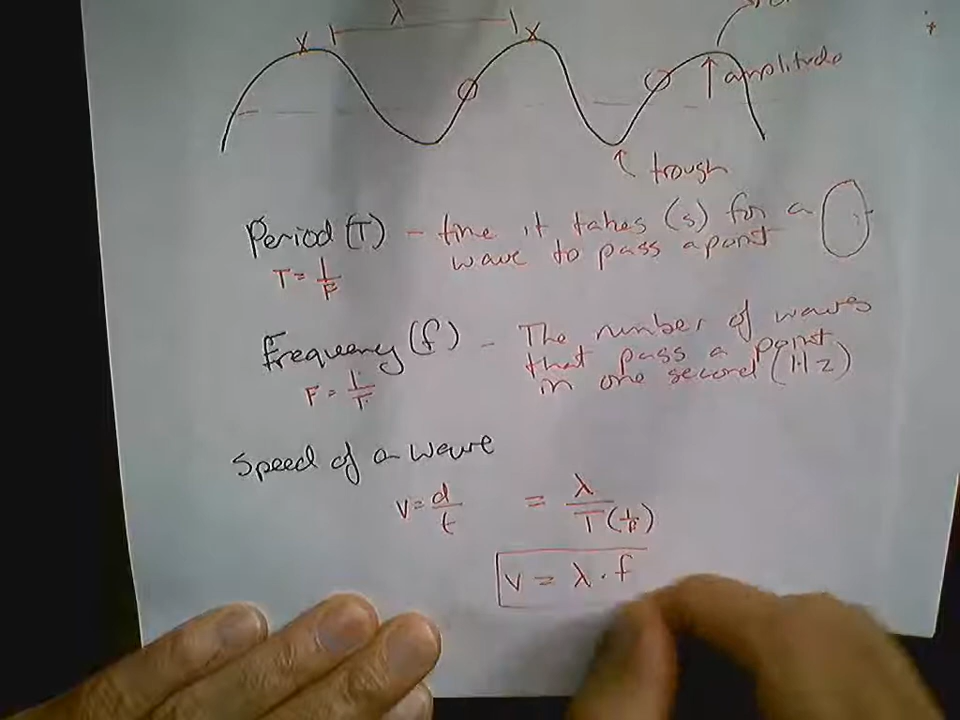 λ
x x
amplitude
trough
Period (T) - time it takes (s) for a
wave to pass a point
T = 1/F
Frequency (f) - The number of waves
that pass a point
in one second (Hz)
F = 1/T
Speed of a wave
v = d/t = λ/T (1/F)
v = λ · f